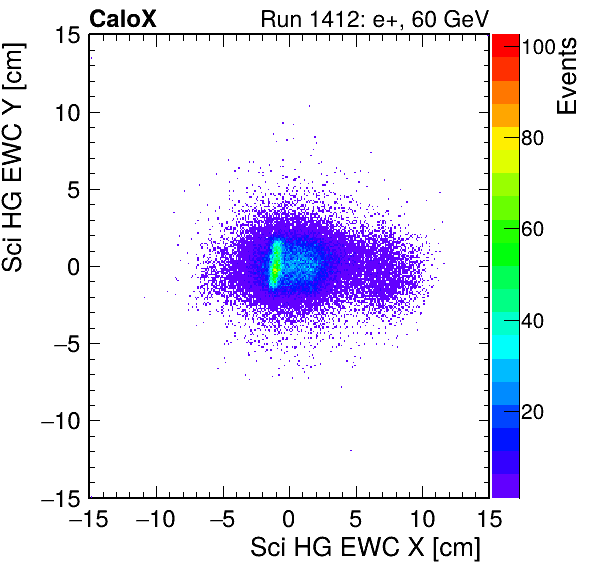 CaloX Run 1412: e+, 60 GeV
Sci HG EWC Y [cm]
15
10
5
0
−5
−10
−15
−15 −10 −5 0 5 10 15
Sci HG EWC X [cm]
100
80
60
40
20
Events